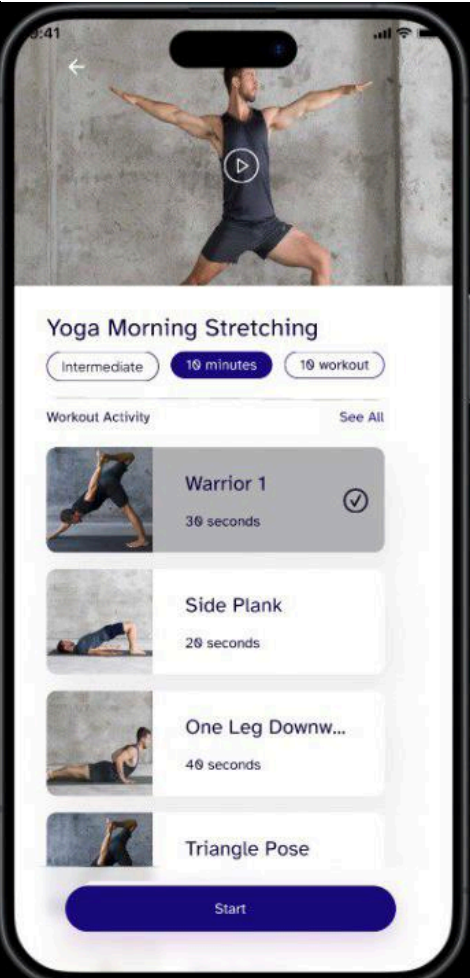 9:41
Yoga Morning Stretching
Intermediate 10 minutes 10 workout
Workout Activity See All
Warrior 1
30 seconds
Side Plank
20 seconds
One Leg Downw...
40 seconds
Triangle Pose
Start